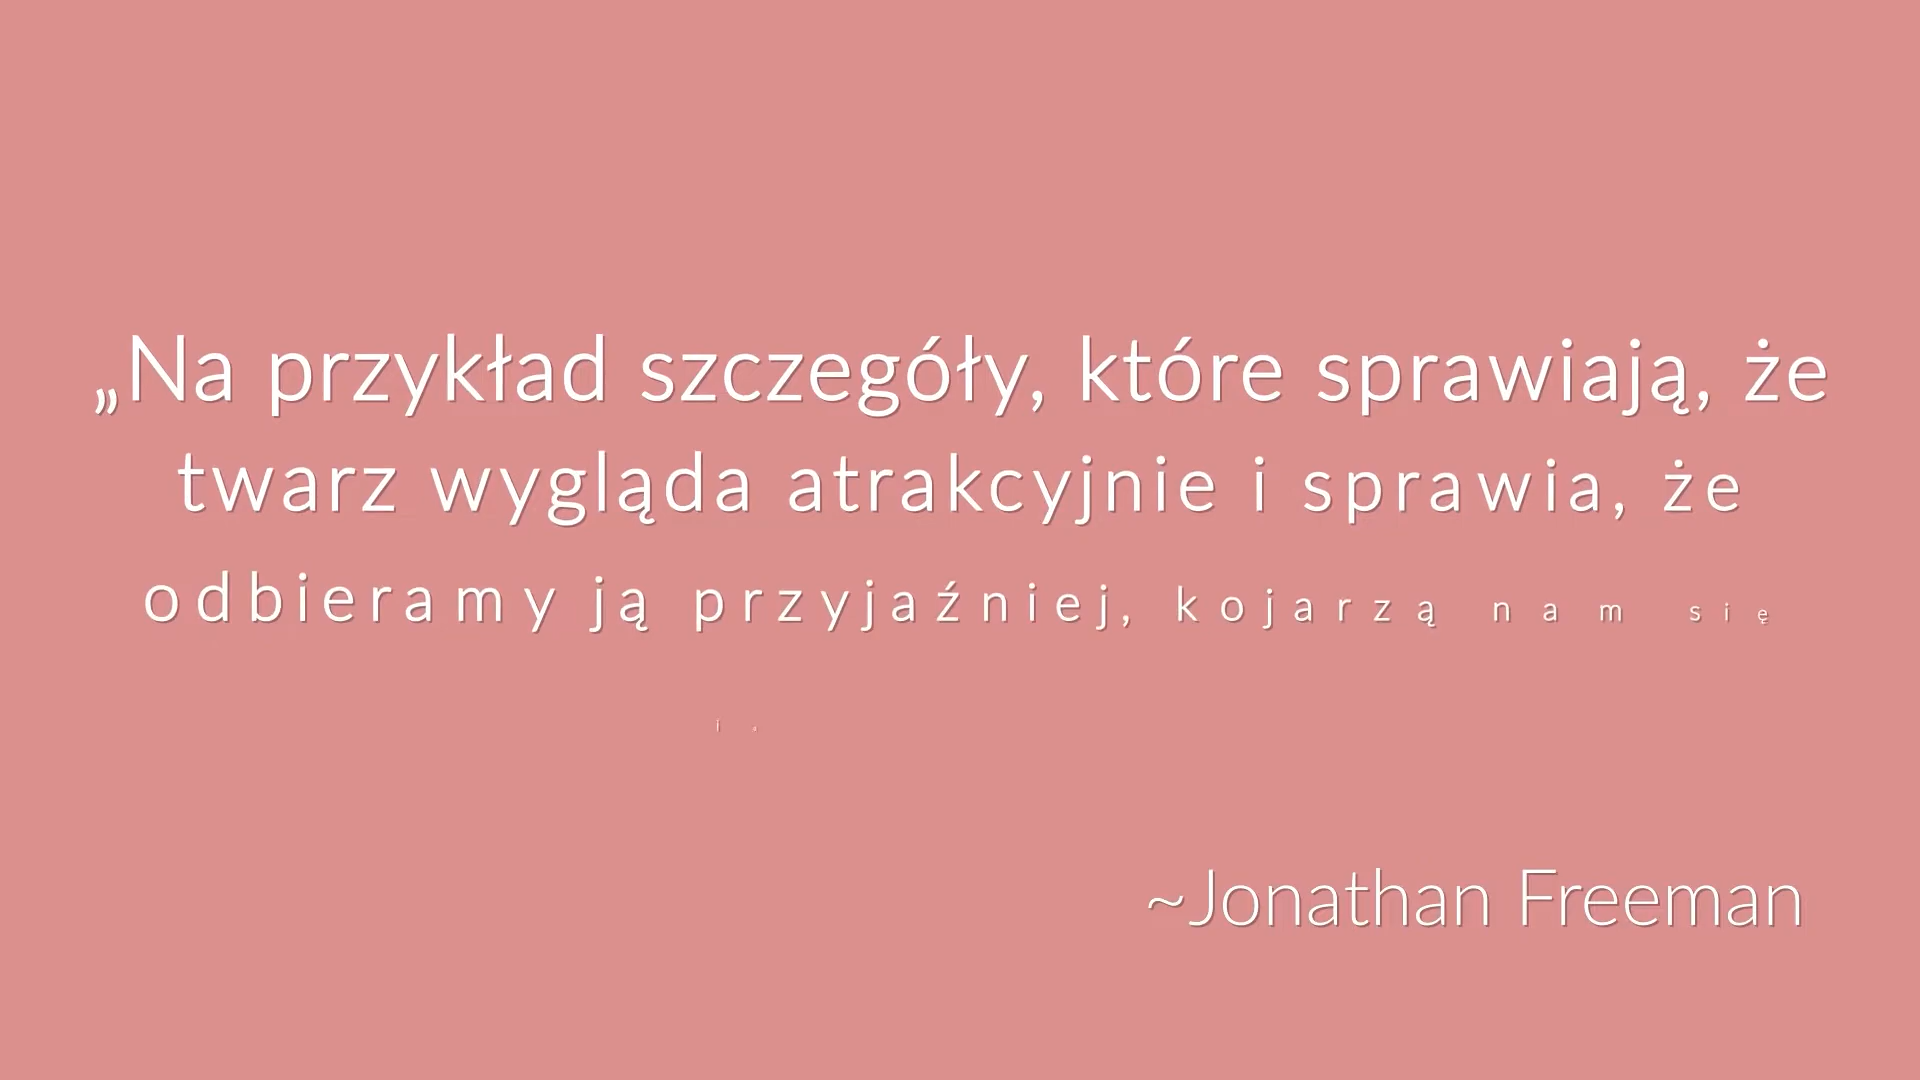 „Na przykład szczegóły, które sprawiają, że
twarz wygląda atrakcyjnie i sprawia, że
odbieramy ją przyjaźniej, kojarzą nam się
~Jonathan Freeman